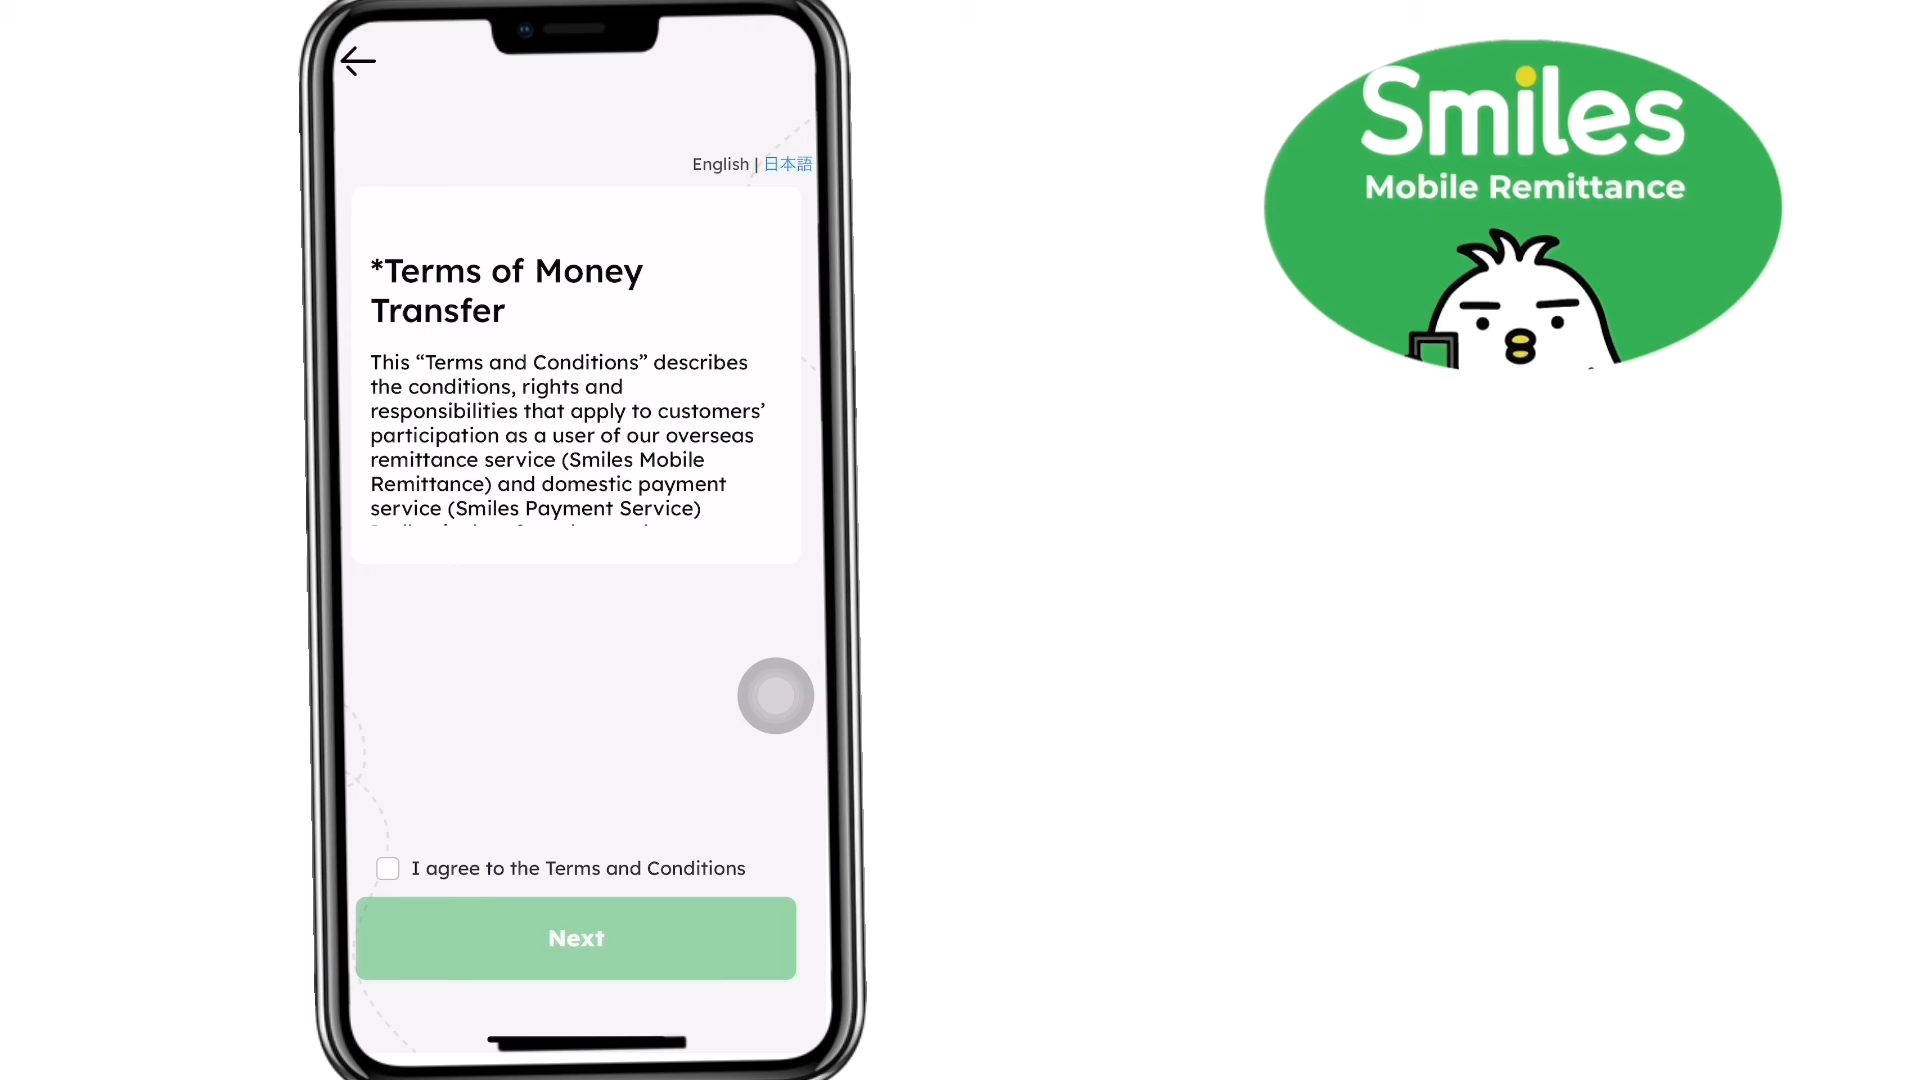 English | 日本語
*Terms of Money
Transfer
This “Terms and Conditions” describes
the conditions, rights and
responsibilities that apply to customers’
participation as a user of our overseas
remittance service (Smiles Mobile
Remittance) and domestic payment
service (Smiles Payment Service)
I agree to the Terms and Conditions
Next
Smiles
Mobile Remittance